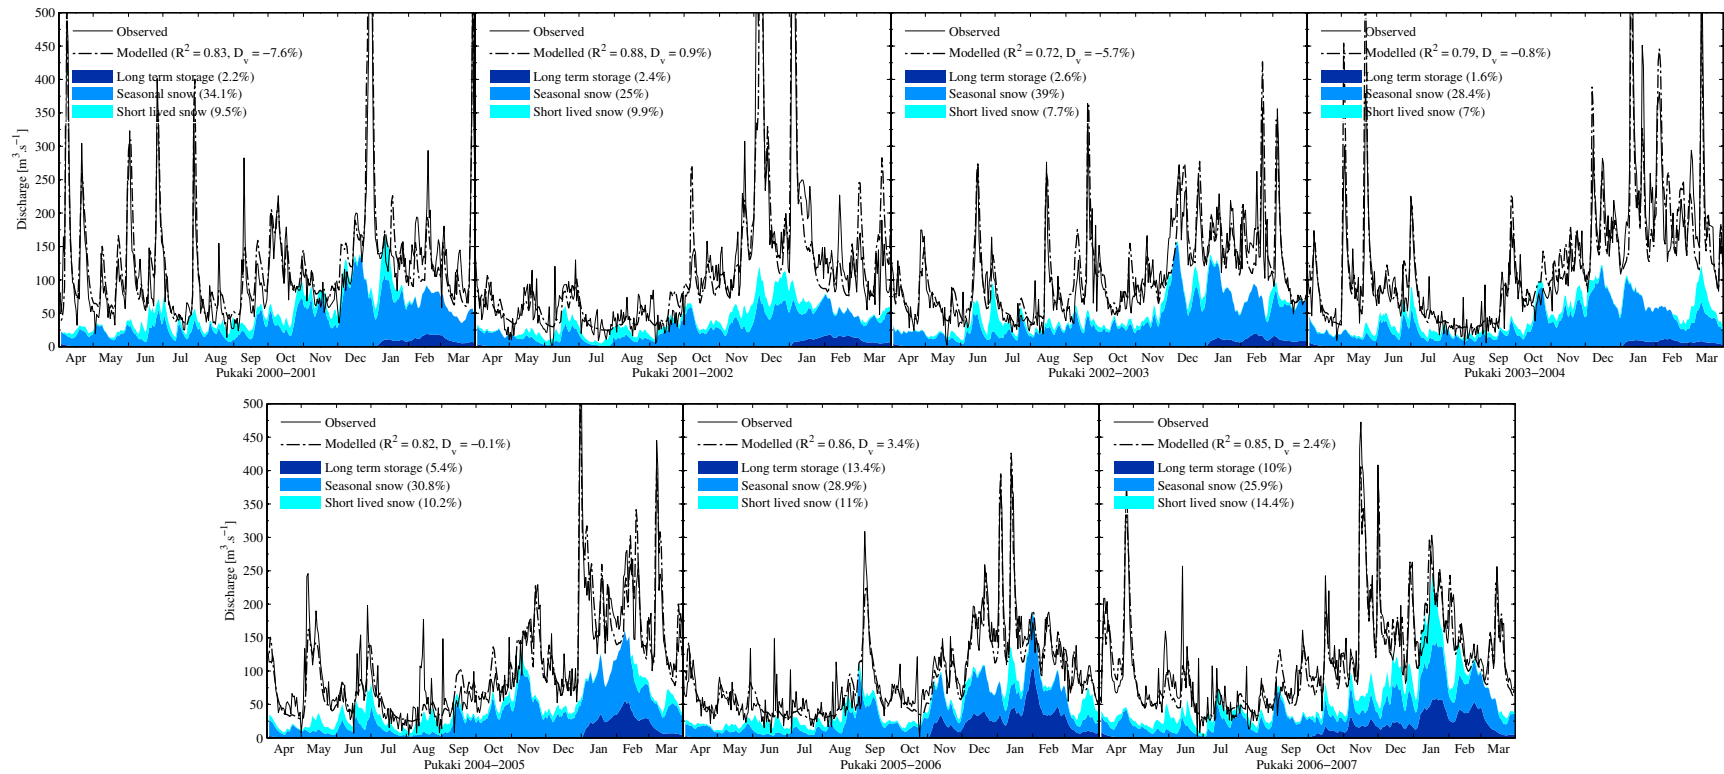 500
450
400
350
300
250
200
150
100
50
0
Discharge [m³.s⁻¹]
Observed
Modelled (R² = 0.83, Dᵥ = −7.6%)
Long term storage (2.2%)
Seasonal snow (34.1%)
Short lived snow (9.5%)
Apr May Jun Jul Aug Sep Oct Nov Dec Jan Feb Mar
Pukaki 2000−2001
Observed
Modelled (R² = 0.88, Dᵥ = 0.9%)
Long term storage (2.4%)
Seasonal snow (25%)
Short lived snow (9.9%)
Apr May Jun Jul Aug Sep Oct Nov Dec Jan Feb Mar
Pukaki 2001−2002
Observed
Modelled (R² = 0.72, Dᵥ = −5.7%)
Long term storage (2.6%)
Seasonal snow (39%)
Short lived snow (7.7%)
Apr May Jun Jul Aug Sep Oct Nov Dec Jan Feb Mar
Pukaki 2002−2003
Observed
Modelled (R² = 0.79, Dᵥ = −0.8%)
Long term storage (1.6%)
Seasonal snow (28.4%)
Short lived snow (7%)
Apr May Jun Jul Aug Sep Oct Nov Dec Jan Feb Mar
Pukaki 2003−2004
500
450
400
350
300
250
200
150
100
50
0
Discharge [m³.s⁻¹]
Observed
Modelled (R² = 0.82, Dᵥ = −0.1%)
Long term storage (5.4%)
Seasonal snow (30.8%)
Short lived snow (10.2%)
Apr May Jun Jul Aug Sep Oct Nov Dec Jan Feb Mar
Pukaki 2004−2005
Observed
Modelled (R² = 0.86, Dᵥ = 3.4%)
Long term storage (13.4%)
Seasonal snow (28.9%)
Short lived snow (11%)
Apr May Jun Jul Aug Sep Oct Nov Dec Jan Feb Mar
Pukaki 2005−2006
Observed
Modelled (R² = 0.85, Dᵥ = 2.4%)
Long term storage (10%)
Seasonal snow (25.9%)
Short lived snow (14.4%)
Apr May Jun Jul Aug Sep Oct Nov Dec Jan Feb Mar
Pukaki 2006−2007